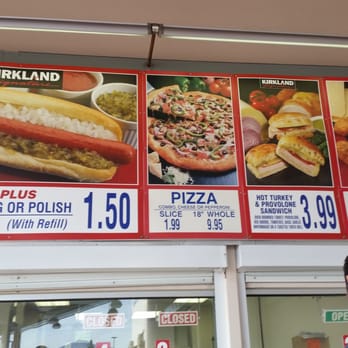 KIRKLAND
Signature
PLUS
G OR POLISH
(With Refill)
1.50
PIZZA
COMBO, CHEESE OR PEPPERONI
SLICE
1.99
18" WHOLE
9.95
KIRKLAND
HOT TURKEY
& PROVOLONE
SANDWICH
3.99
CLOSED
CLOSED
OPE